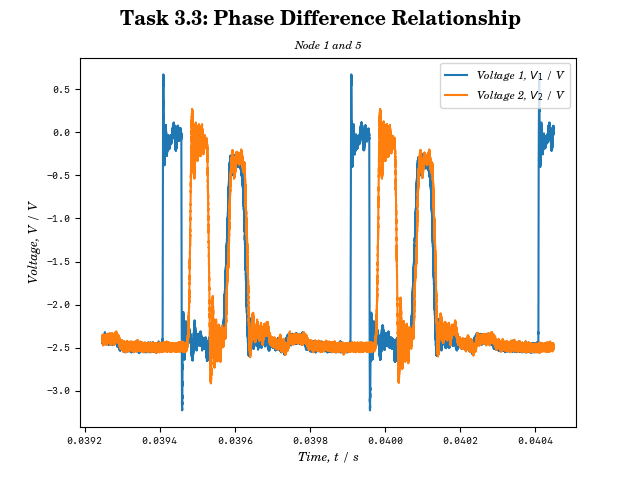 Task 3.3: Phase Difference Relationship
Node 1 and 5
Voltage 1, V₁ / V
Voltage 2, V₂ / V
0.5
0.0
−0.5
−1.0
−1.5
−2.0
−2.5
−3.0
Voltage, V / V
0.0392
0.0394
0.0396
0.0398
0.0400
0.0402
0.0404
Time, t / s